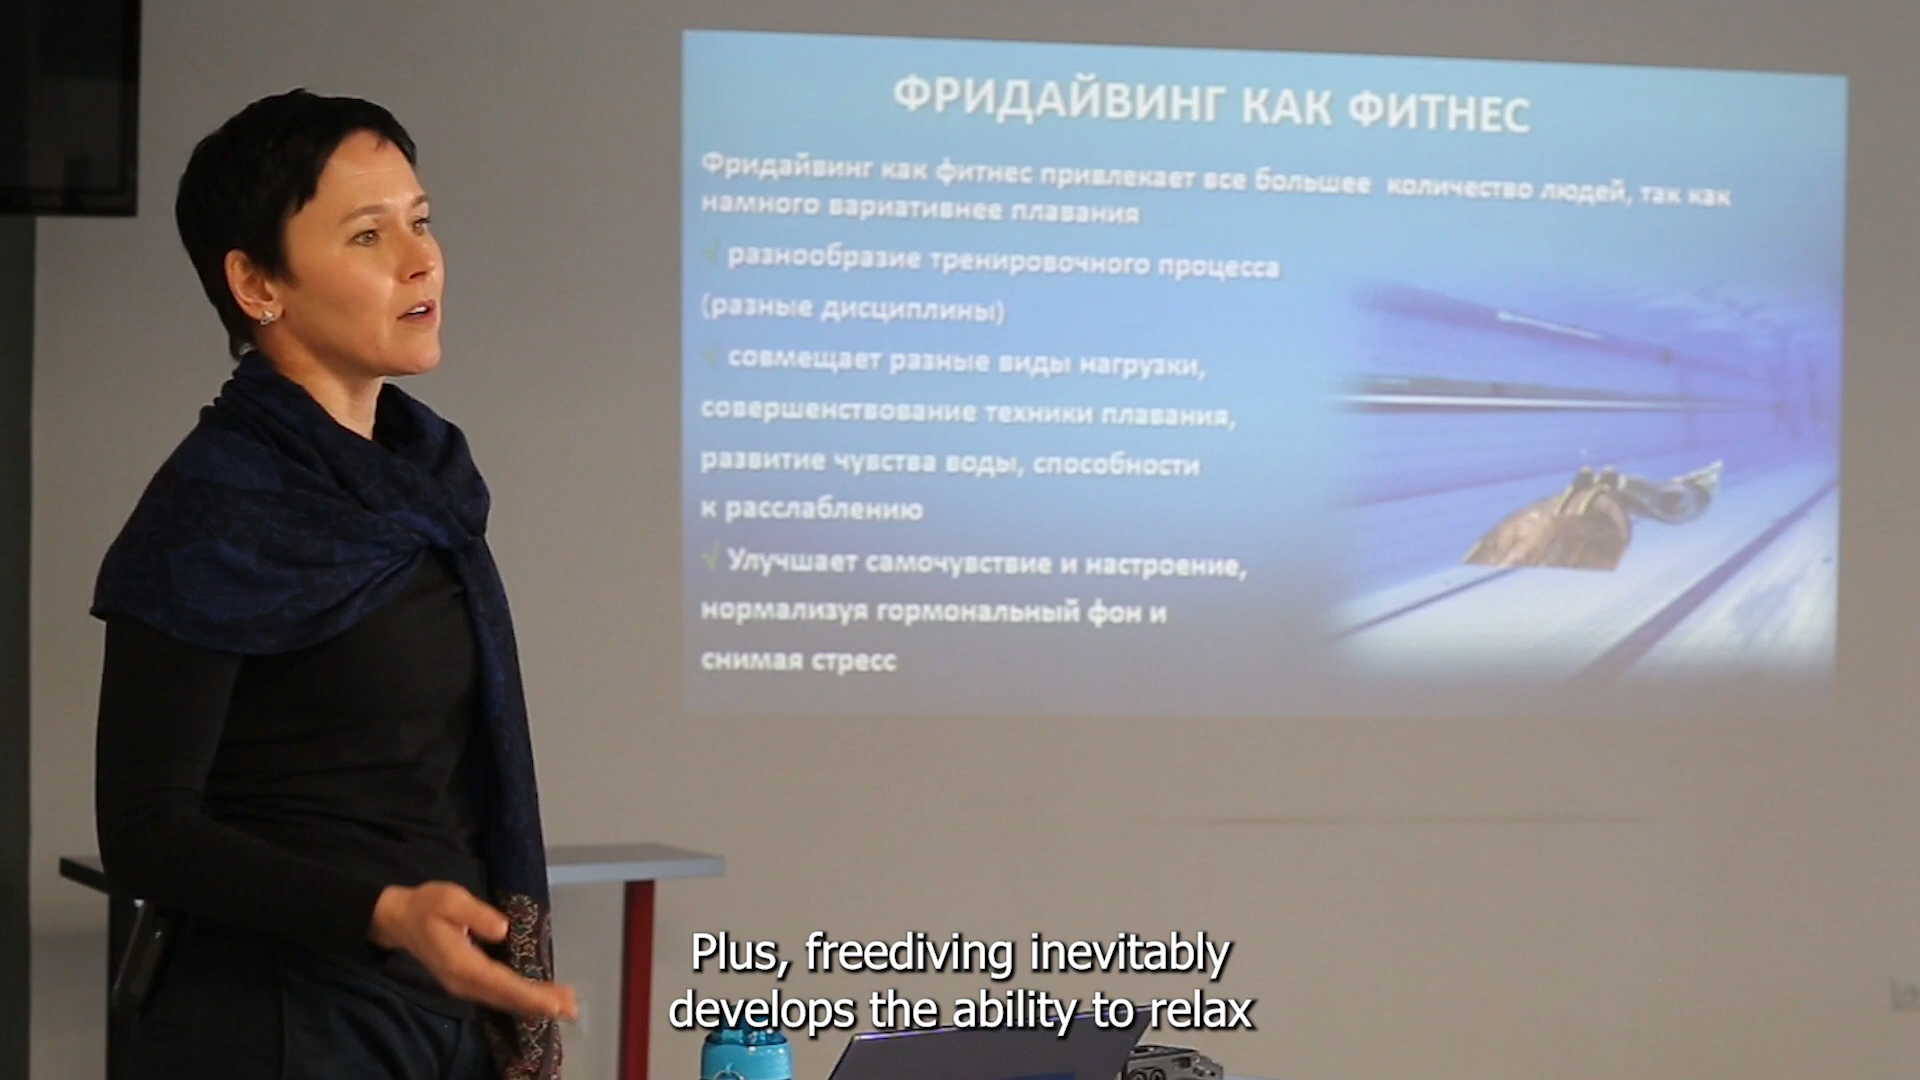 ФРИДАЙВИНГ КАК ФИТНЕС
Фридайвинг как фитнес привлекает все большее количество людей, так как
намного вариативнее плавания
√ разнообразие тренировочного процесса
(разные дисциплины)
√ совмещает разные виды нагрузки,
совершенствование техники плавания,
развитие чувства воды, способности
к расслаблению
√ Улучшает самочувствие и настроение,
нормализуя гормональный фон и
снимая стресс
Plus, freediving inevitably
develops the ability to relax